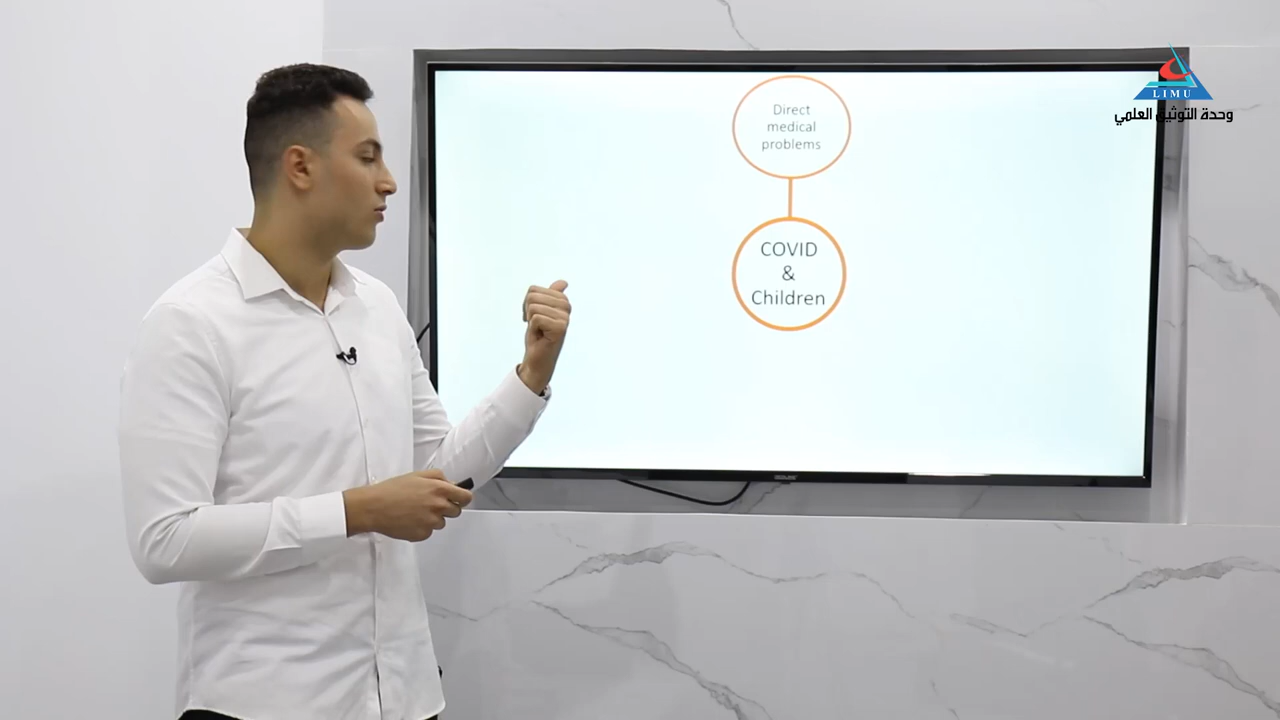 Direct
medical
problems
COVID
&
Children
LIMU
وحدة التوثيق العلمي